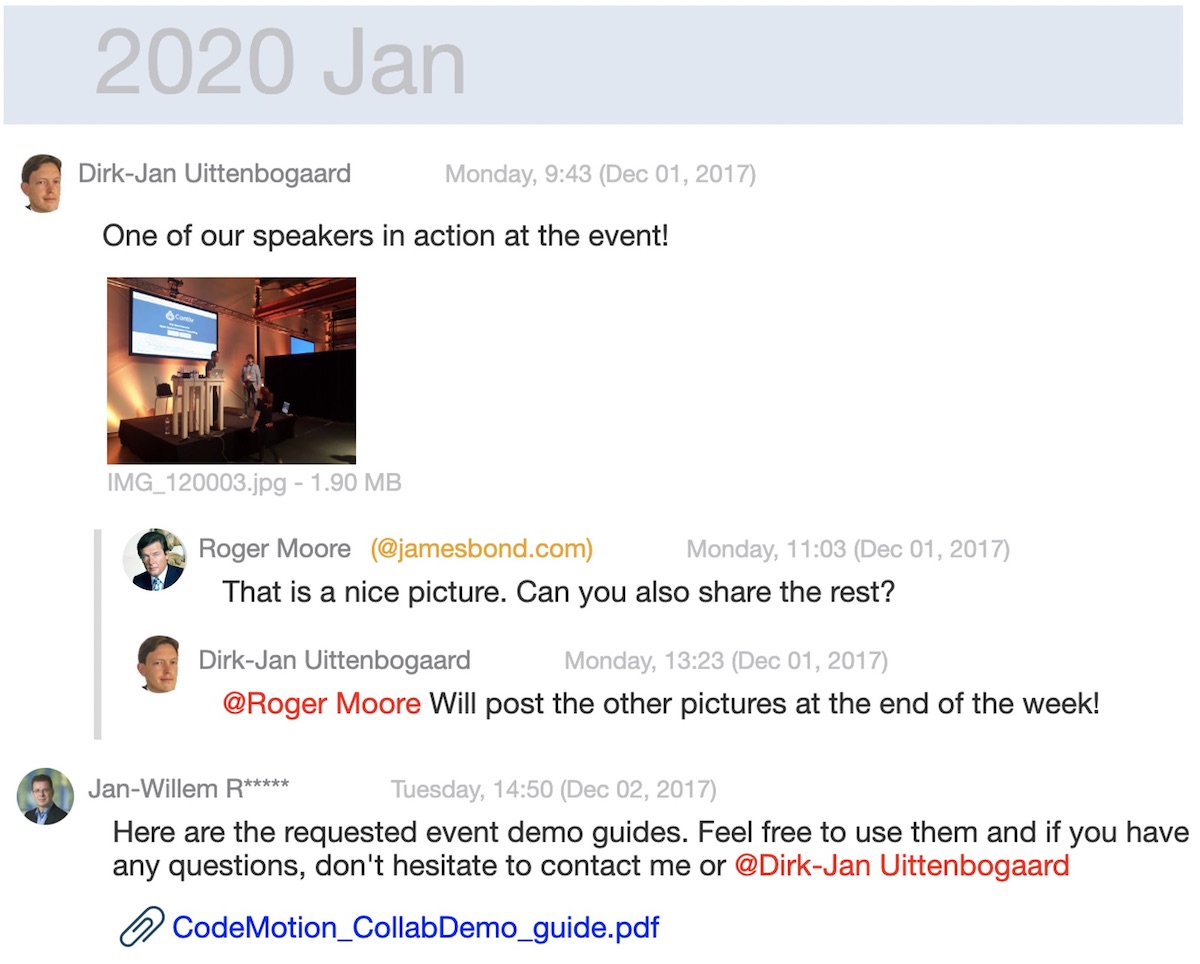 2020 Jan
Dirk-Jan Uittenbogaard Monday, 9:43 (Dec 01, 2017)
One of our speakers in action at the event!
Contiv
IMG_120003.jpg - 1.90 MB
Roger Moore (@jamesbond.com) Monday, 11:03 (Dec 01, 2017)
That is a nice picture. Can you also share the rest?
Dirk-Jan Uittenbogaard Monday, 13:23 (Dec 01, 2017)
@Roger Moore Will post the other pictures at the end of the week!
Jan-Willem R***** Tuesday, 14:50 (Dec 02, 2017)
Here are the requested event demo guides. Feel free to use them and if you have
any questions, don't hesitate to contact me or @Dirk-Jan Uittenbogaard
CodeMotion_CollabDemo_guide.pdf